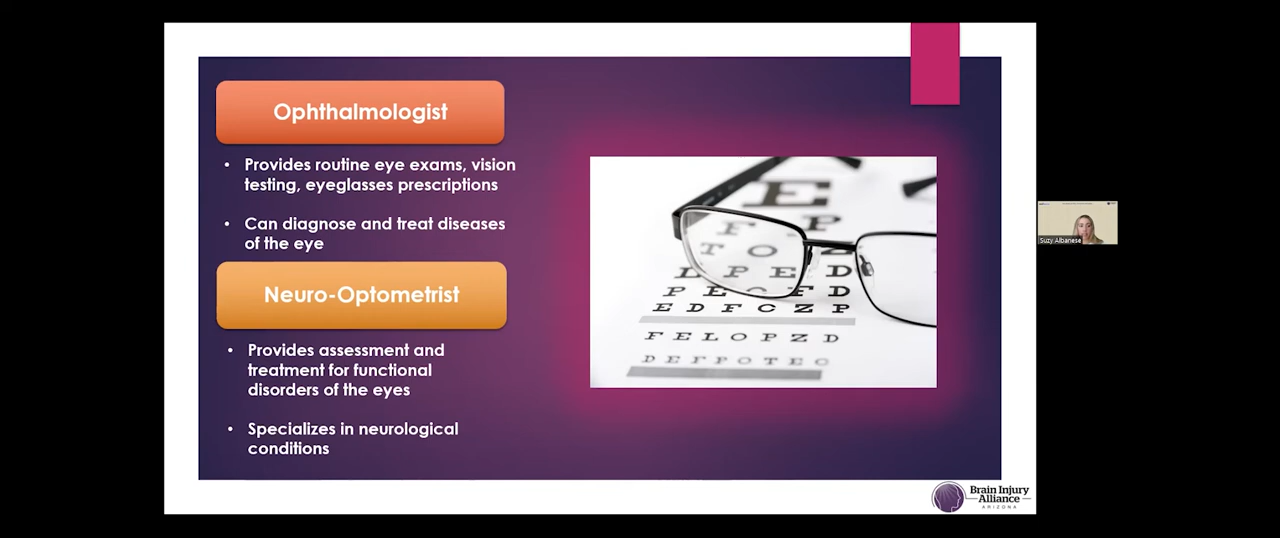 Ophthalmologist
• Provides routine eye exams, vision
testing, eyeglasses prescriptions
• Can diagnose and treat diseases
of the eye
Neuro-Optometrist
• Provides assessment and
treatment for functional
disorders of the eyes
• Specializes in neurological
conditions
E
F P
T O Z
L P E D
P E C F D
E D F C Z P
F E L O P Z D
D E F P O T E C
Suzy Albanese
Brain Injury
Alliance
ARIZONA